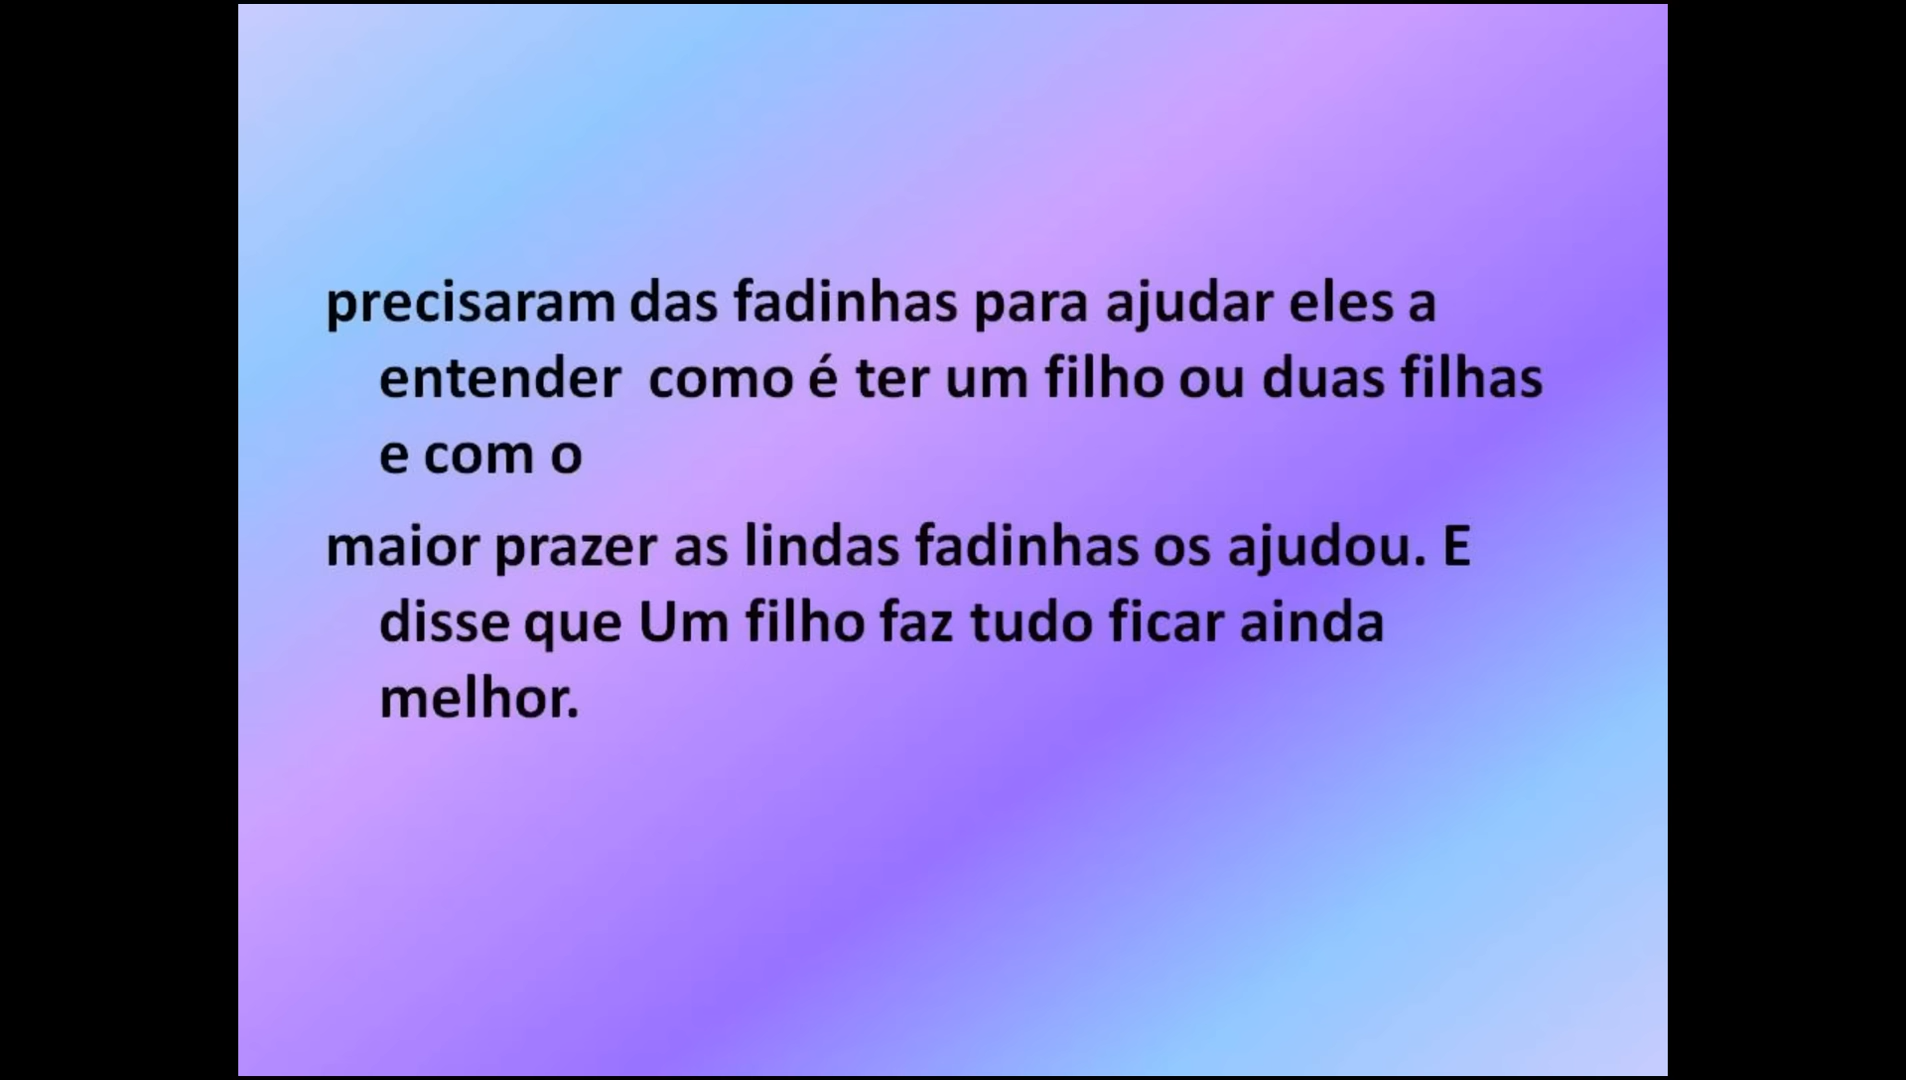 precisaram das fadinhas para ajudar eles a
entender  como é ter um filho ou duas filhas
e com o
maior prazer as lindas fadinhas os ajudou. E
disse que Um filho faz tudo ficar ainda
melhor.